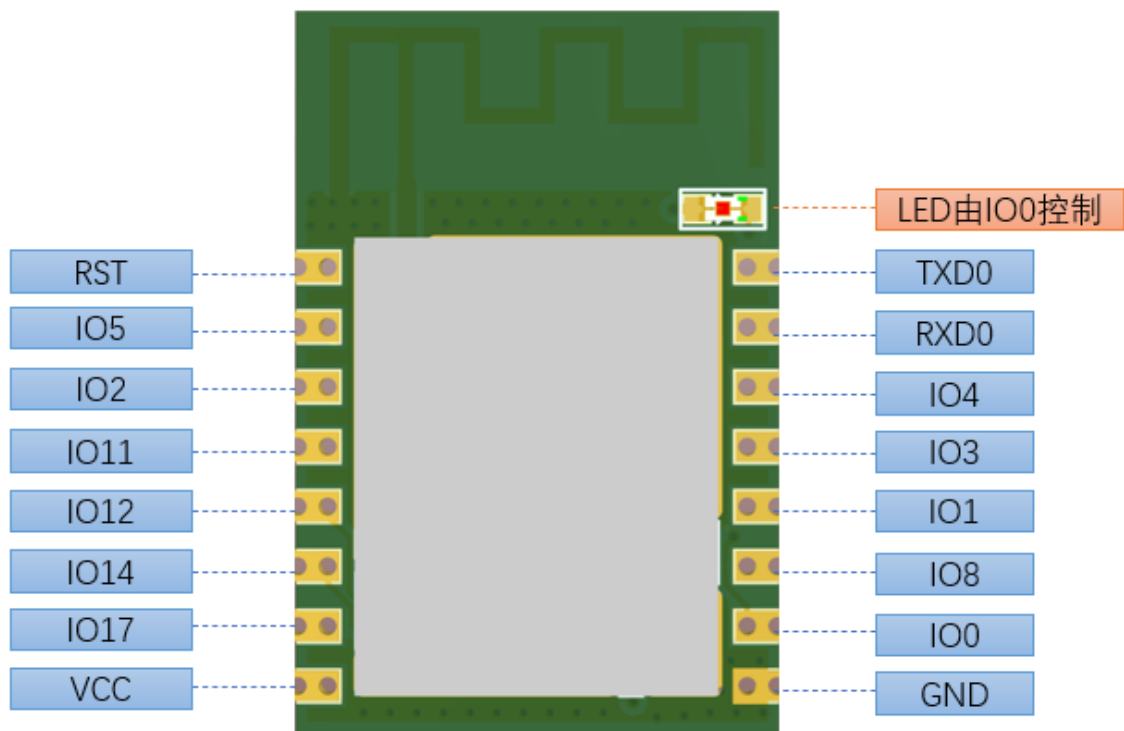 LED由IO0控制
RST
TXD0
IO5
RXD0
IO2
IO4
IO11
IO3
IO12
IO1
IO14
IO8
IO17
IO0
VCC
GND